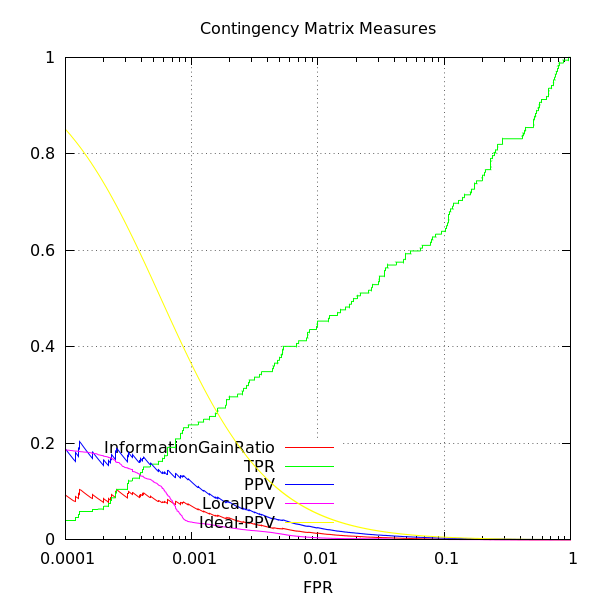 Contingency Matrix Measures
1
0.8
0.6
0.4
0.2
0
InformationGainRatio
TPR
PPV
LocalPPV
Ideal-PPV
0.0001 0.001 0.01 0.1 1
FPR